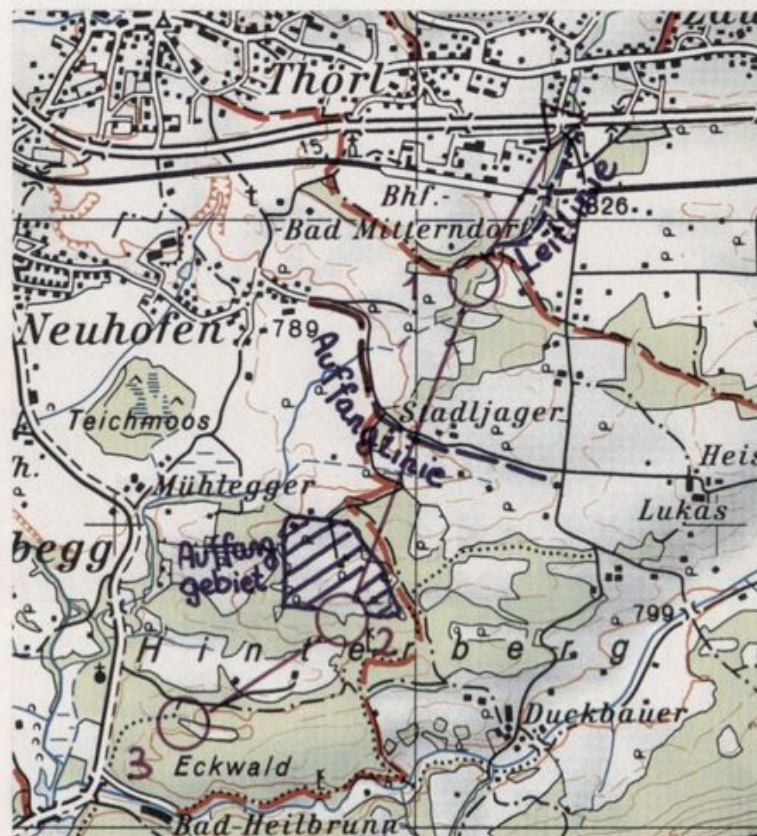 Thörl
15
t
Bhf.-
-Bad Mitterndorf
826
Leitlinie
1
Neuhofen
789
Auffanglinie
Stadljager
Teichmoos
Heis
h.
Mühlegger
Lukas
begg
Auffang
gebiet
799
2
Hinterberg
Duckbauer
3
Eckwald
Bad-Heilbrunn